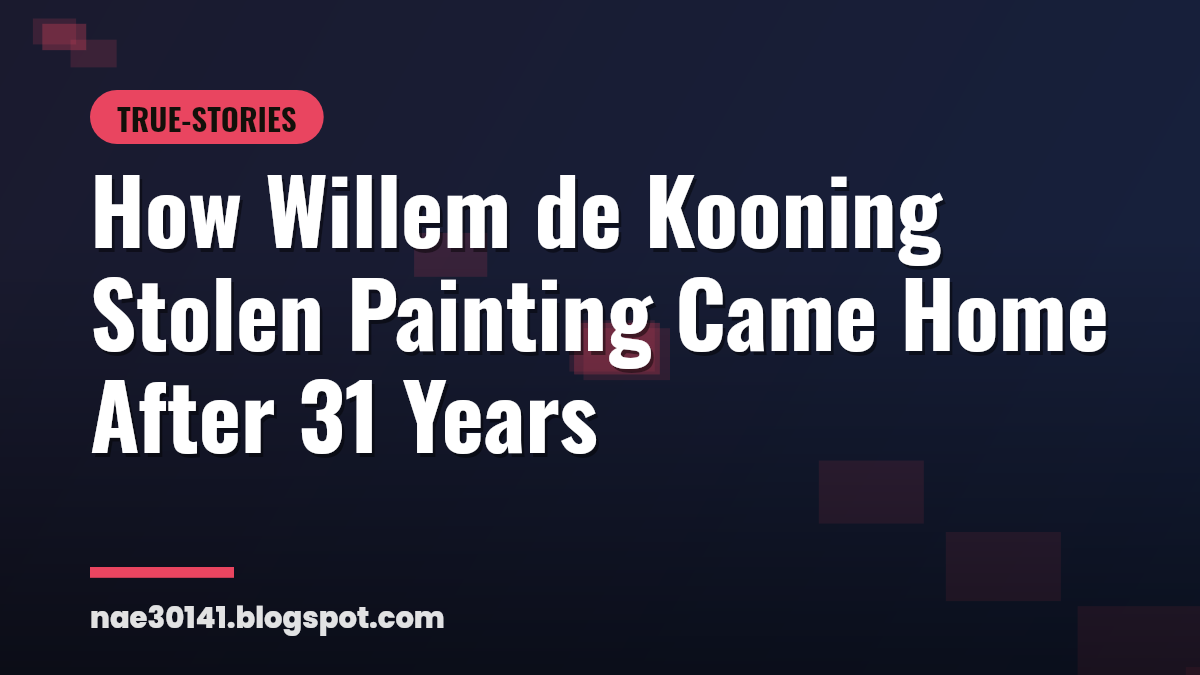 TRUE-STORIES
How Willem de Kooning
Stolen Painting Came Home
After 31 Years
nae30141.blogspot.com